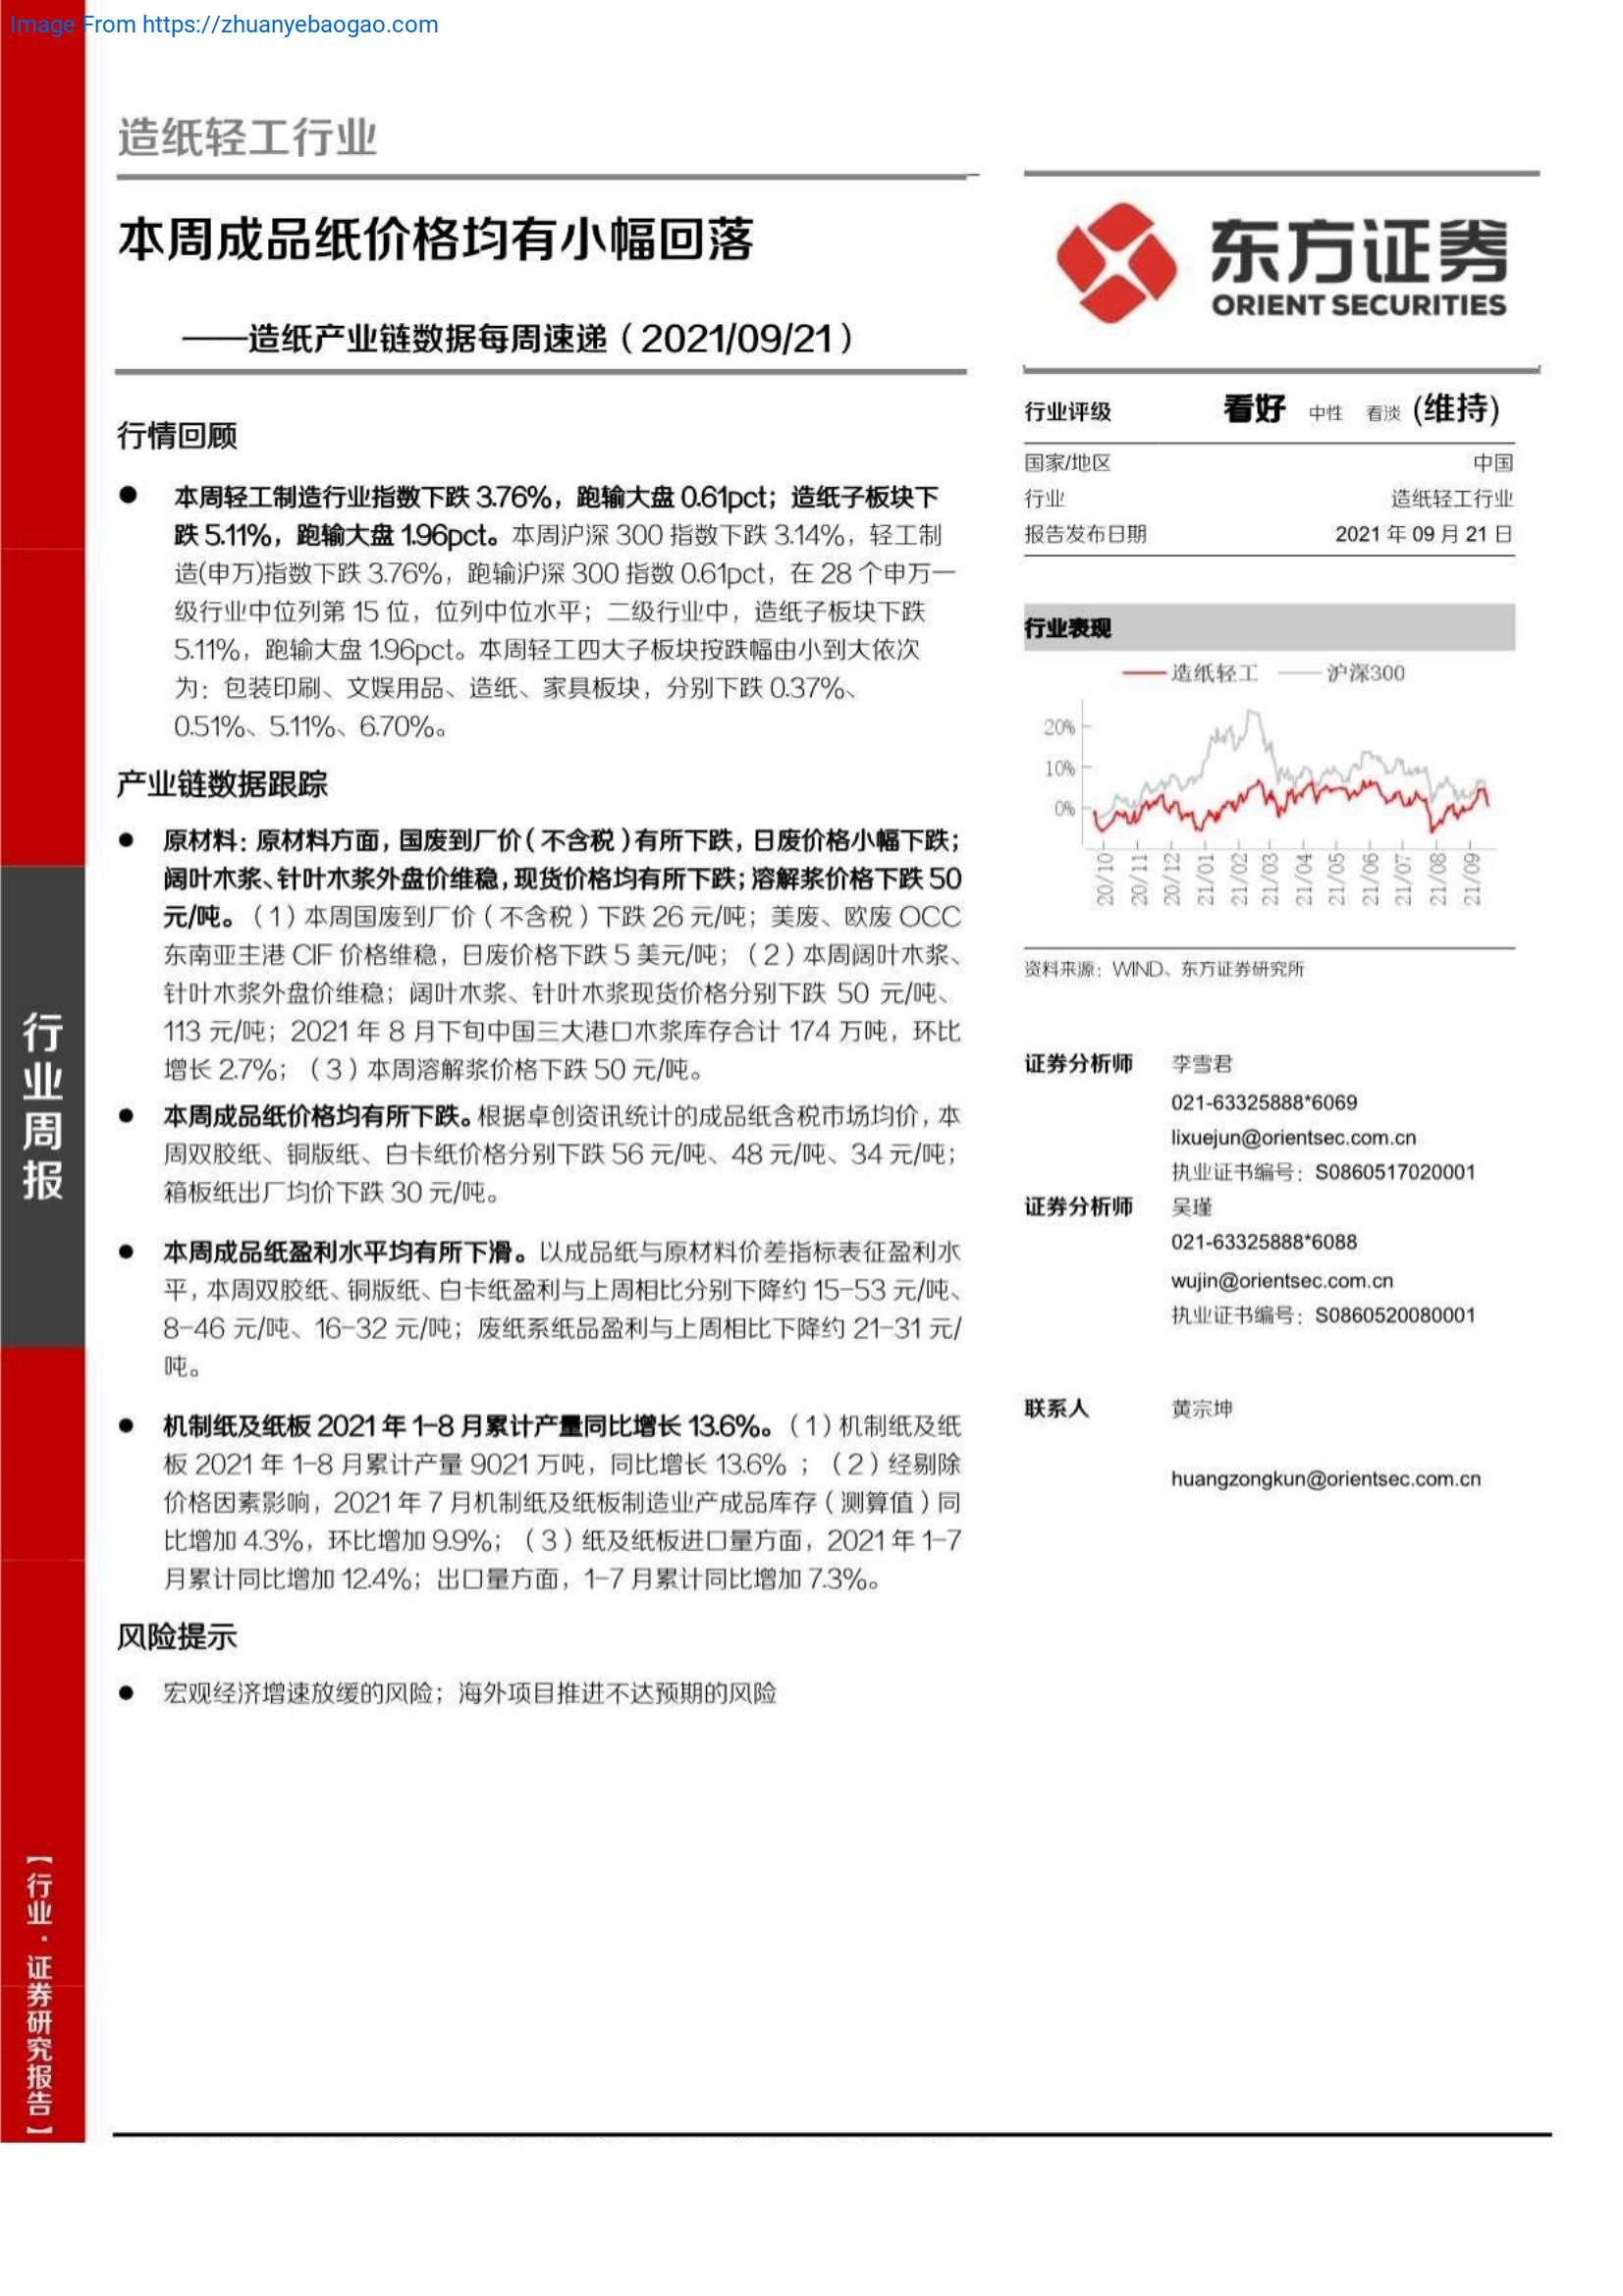 Image From https://zhuanyebaogao.com
造纸轻工行业
本周成品纸价格均有小幅回落
——造纸产业链数据每周速递（2021/09/21）
行情回顾
● 本周轻工制造行业指数下跌 3.76%，跑输大盘 0.61pct；造纸子板块下
跌 5.11%，跑输大盘 1.96pct。本周沪深 300 指数下跌 3.14%，轻工制
造(申万)指数下跌 3.76%，跑输沪深 300 指数 0.61pct，在 28 个申万一
级行业中位列第 15 位，位列中位水平；二级行业中，造纸子板块下跌
5.11%，跑输大盘 1.96pct。本周轻工四大子板块按跌幅由小到大依次
为：包装印刷、文娱用品、造纸、家具板块，分别下跌 0.37%、
0.51%、5.11%、6.70%。
产业链数据跟踪
● 原材料：原材料方面，国废到厂价（不含税）有所下跌，日废价格小幅下跌；
阔叶木浆、针叶木浆外盘价维稳，现货价格均有所下跌；溶解浆价格下跌 50
元/吨。（1）本周国废到厂价（不含税）下跌 26 元/吨；美废、欧废 OCC
东南亚主港 CIF 价格维稳，日废价格下跌 5 美元/吨；（2）本周阔叶木浆、
针叶木浆外盘价维稳；阔叶木浆、针叶木浆现货价格分别下跌 50 元/吨、
113 元/吨；2021 年 8 月下旬中国三大港口木浆库存合计 174 万吨，环比
增长 2.7%；（3）本周溶解浆价格下跌 50 元/吨。
● 本周成品纸价格均有所下跌。根据卓创资讯统计的成品纸含税市场均价，本
周双胶纸、铜版纸、白卡纸价格分别下跌 56 元/吨、48 元/吨、34 元/吨；
箱板纸出厂均价下跌 30 元/吨。
● 本周成品纸盈利水平均有所下滑。以成品纸与原材料价差指标表征盈利水
平，本周双胶纸、铜版纸、白卡纸盈利与上周相比分别下降约 15-53 元/吨、
8-46 元/吨、16-32 元/吨；废纸系纸品盈利与上周相比下降约 21-31 元/
吨。
● 机制纸及纸板 2021 年 1-8 月累计产量同比增长 13.6%。（1）机制纸及纸
板 2021 年 1-8 月累计产量 9021 万吨，同比增长 13.6% ；（2）经剔除
价格因素影响，2021 年 7 月机制纸及纸板制造业产成品库存（测算值）同
比增加 4.3%，环比增加 9.9%；（3）纸及纸板进口量方面，2021 年 1-7
月累计同比增加 12.4%；出口量方面，1-7 月累计同比增加 7.3%。
风险提示
● 宏观经济增速放缓的风险；海外项目推进不达预期的风险
东方证券
ORIENT SECURITIES
行业评级 看好 中性 看淡 (维持)
国家/地区 中国
行业 造纸轻工行业
报告发布日期 2021 年 09 月 21 日
行业表现
造纸轻工 沪深300
20%
10%
0%
20/10 20/11 20/12 21/01 21/02 21/03 21/04 21/05 21/06 21/07 21/08 21/09
资料来源：WIND、东方证券研究所
证券分析师 李雪君
021-63325888*6069
lixuejun@orientsec.com.cn
执业证书编号：S0860517020001
证券分析师 吴瑾
021-63325888*6088
wujin@orientsec.com.cn
执业证书编号：S0860520080001
联系人 黄宗坤
huangzongkun@orientsec.com.cn
行业周报
【行业·证券研究报告】